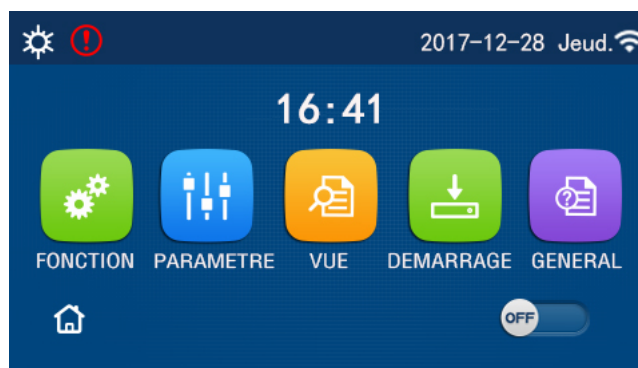 2017-12-28 Jeud.
16:41
FONCTION PARAMETRE VUE DEMARRAGE GENERAL
OFF